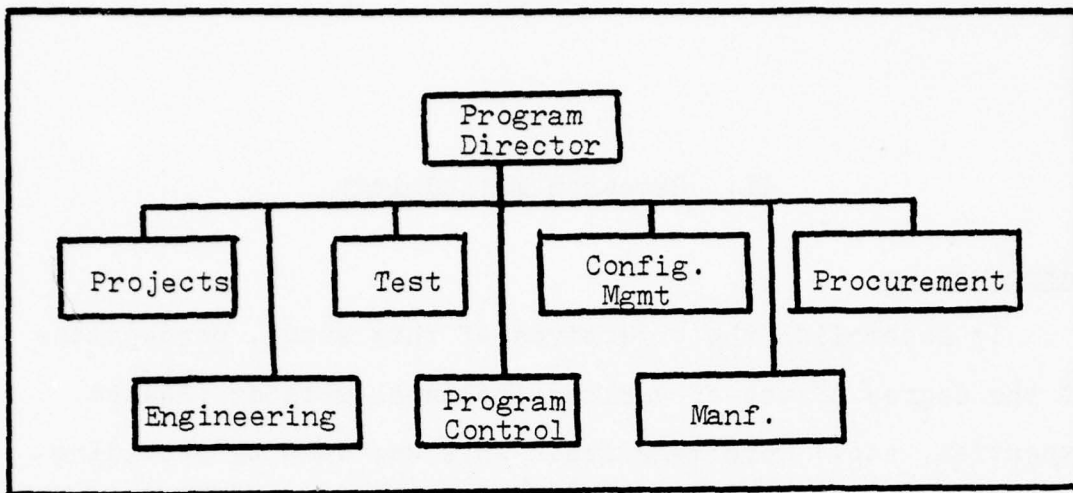 Program
Director
Projects
Test
Config.
Mgmt
Procurement
Engineering
Program
Control
Manf.